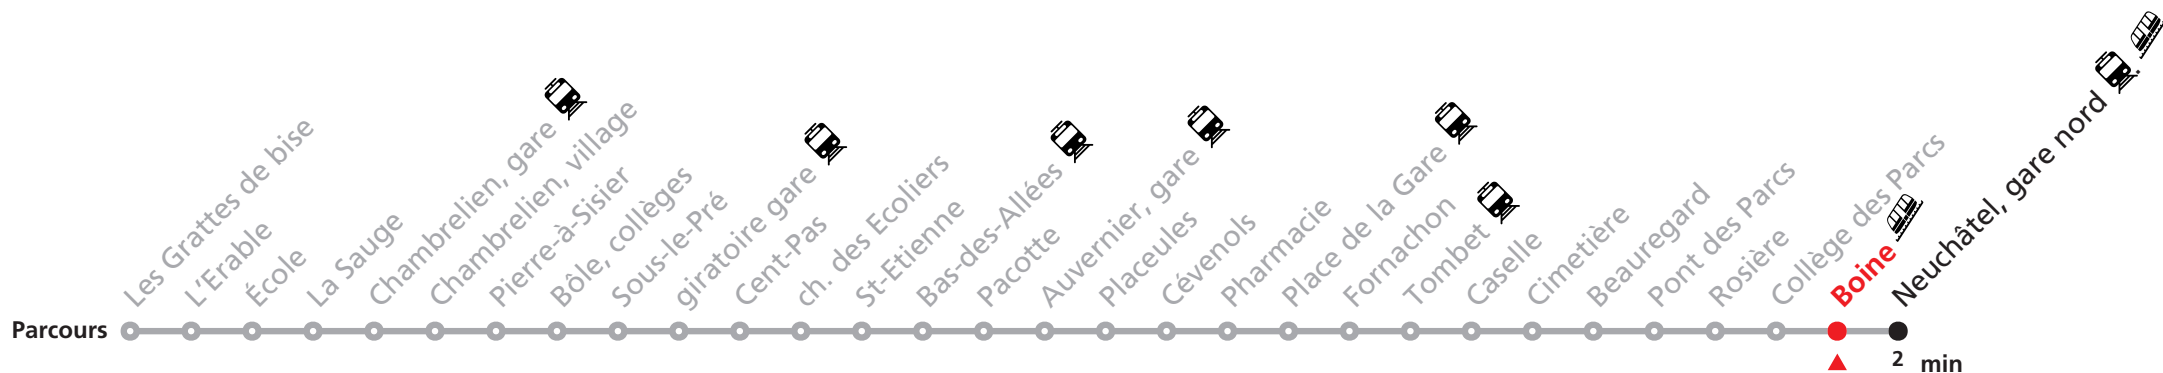 Les Grattes de bise
L'Erable
École
La Sauge
Chambrelien, gare
Chambrelien, village
Pierre-à-Sisier
Bôle, collèges
Sous-le-Pré
giratoire gare
Cent-Pas
ch. des Ecoliers
St-Etienne
Bas-des-Allées
Pacotte
Auvernier, gare
Placeules
Cévenols
Pharmacie
Place de la Gare
Fornachon
Tombet
Caselle
Cimetière
Beauregard
Pont des Parcs
Rosière
Collège des Parcs
Boine
Neuchâtel, gare nord
Parcours
2 min